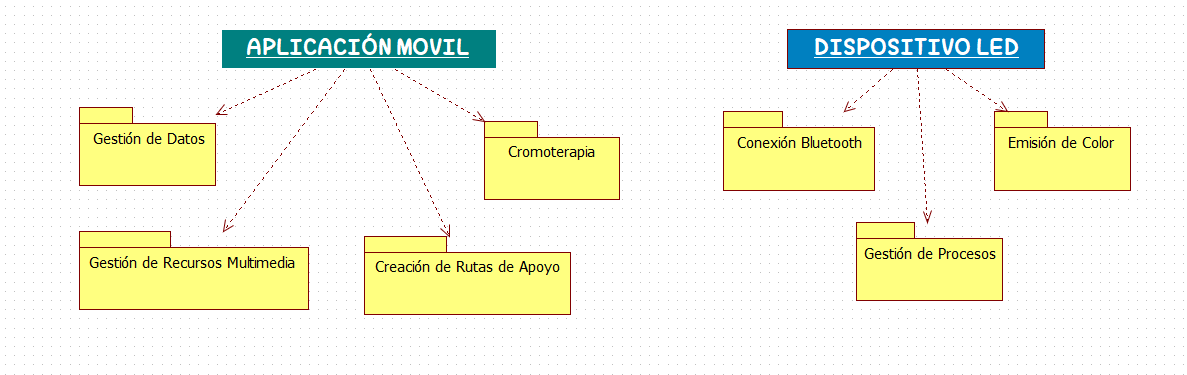 APLICACIÓN MOVIL
DISPOSITIVO LED
Gestión de Datos
Cromoterapia
Conexión Bluetooth
Emisión de Color
Gestión de Recursos Multimedia
Creación de Rutas de Apoyo
Gestión de Procesos